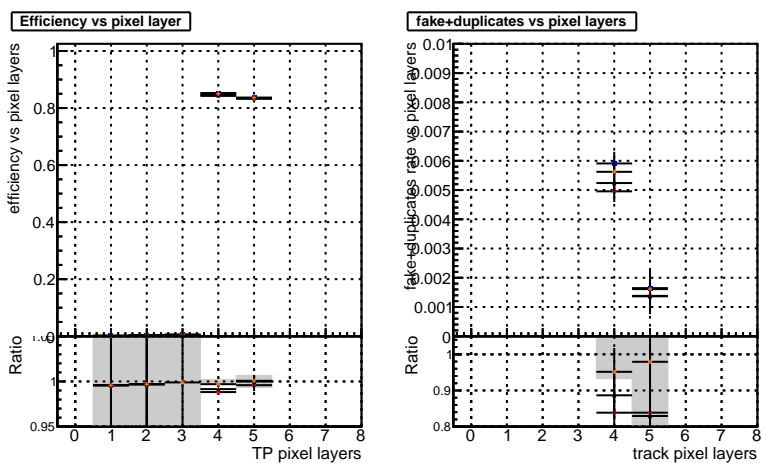 Efficiency vs pixel layer
efficiency vs pixel layers
1
0.8
0.6
0.4
0.2
0
Ratio
1
0.95
0 1 2 3 4 5 6 7 8
TP pixel layers
fake+duplicates vs pixel layers
fake+duplicates rate vs pixel layers
0.01
0.009
0.008
0.007
0.006
0.005
0.004
0.003
0.002
0.001
0
Ratio
1
0.9
0.8
0 1 2 3 4 5 6 7 8
track pixel layers